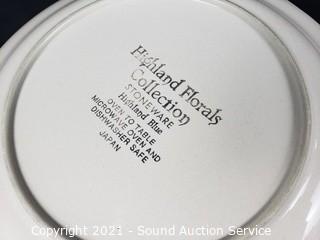 Highland Florals
Collection
STONEWARE
Highland Blue
OVEN TO TABLE
MICROWAVE OVEN AND
DISHWASHER SAFE
JAPAN
Copyright 2021 - Sound Auction Service